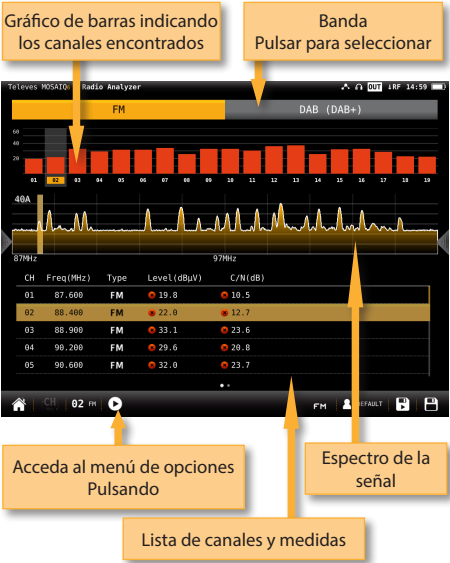 Gráfico de barras indicando
los canales encontrados
Banda
Pulsar para seleccionar
Televes MOSAIQ6 Radio Analyzer
OUT ↓RF 14:59
FM
DAB (DAB+)
60
40
20
01 02 03 04 05 06 07 08 09 10 11 12 13 14 15 16 17 18 19
40A
87MHz
97MHz
CH Freq(MHz) Type Level(dBµV) C/N(dB)
01 87.600 FM 19.8 10.5
02 88.400 FM 22.0 12.7
03 88.900 FM 33.1 23.6
04 90.200 FM 29.6 20.8
05 90.600 FM 32.0 23.7
CH
02 FM
FM
DEFAULT
Acceda al menú de opciones
Pulsando
Espectro de la
señal
Lista de canales y medidas